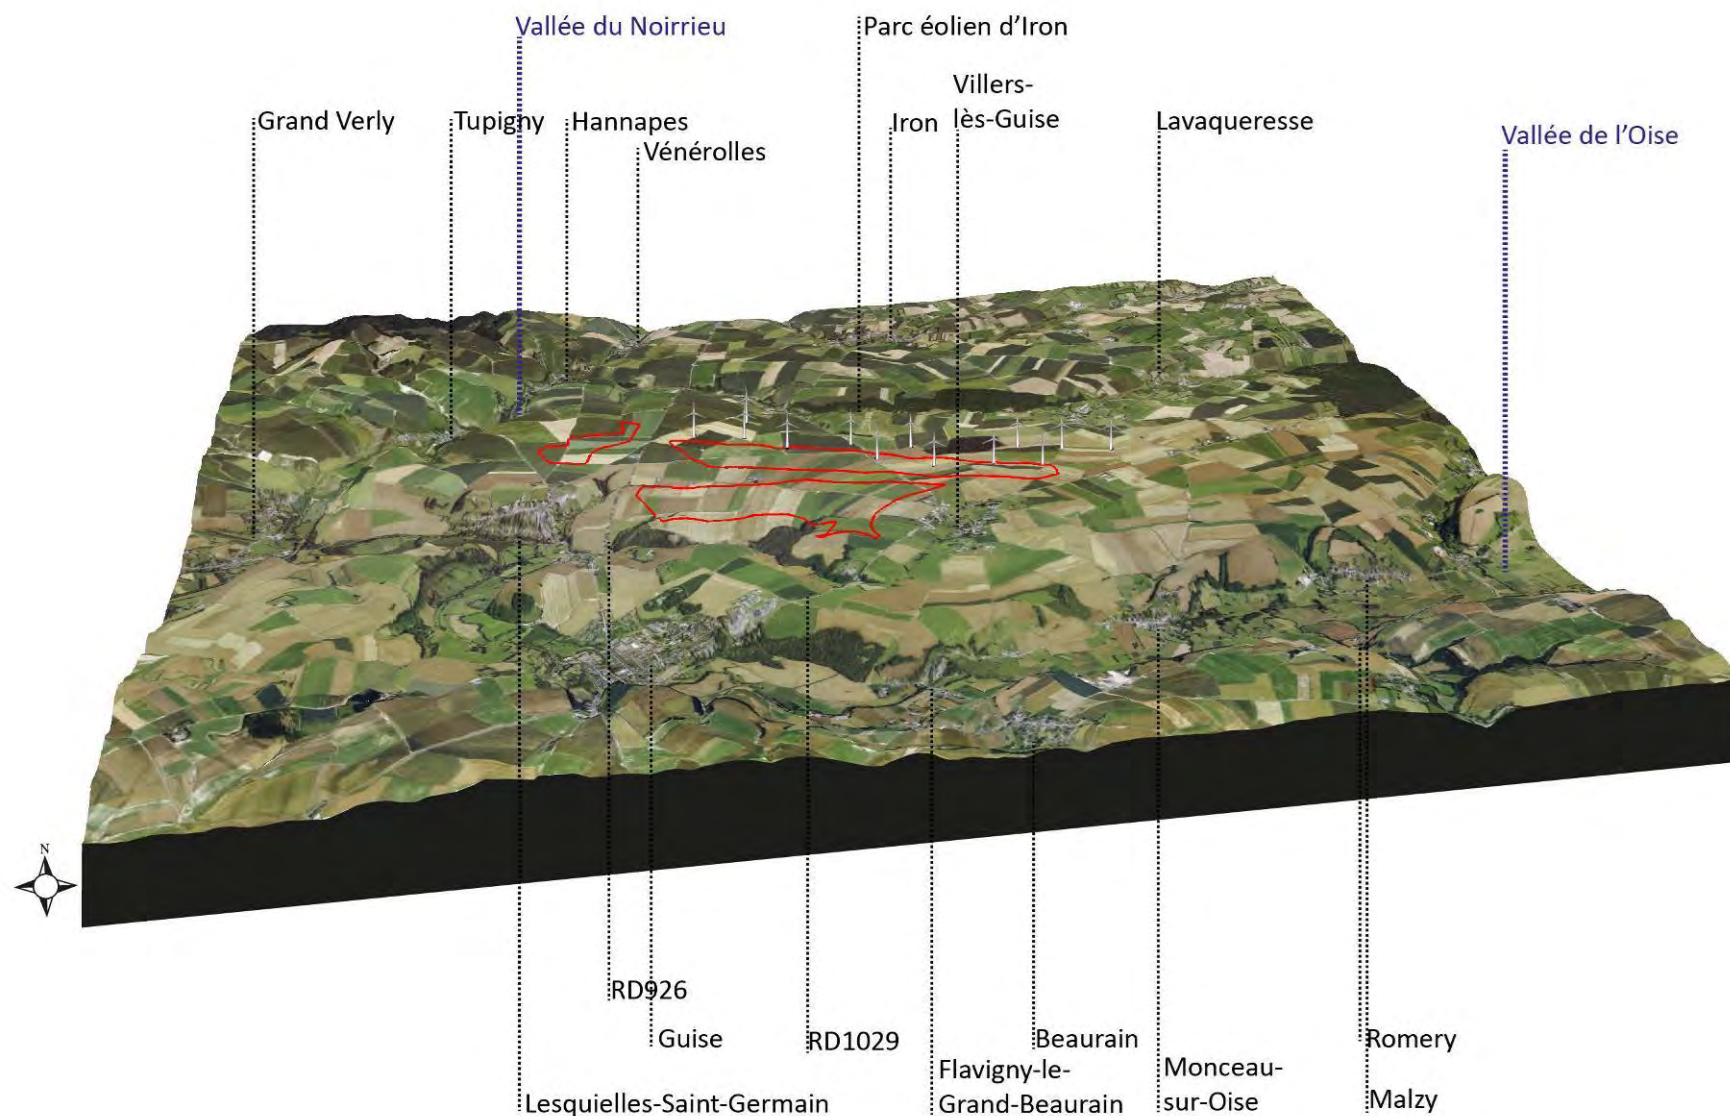 Vallée du Noirrieu
Parc éolien d'Iron
Villers-
lès-Guise
Grand Verly
Tupigny
Hannapes
Iron
Lavaqueresse
Vallée de l'Oise
Vénérolles
N
RD926
Guise
RD1029
Beaurain
Romery
Flavigny-le-
Grand-Beaurain
Monceau-
sur-Oise
Lesquielles-Saint-Germain
Malzy